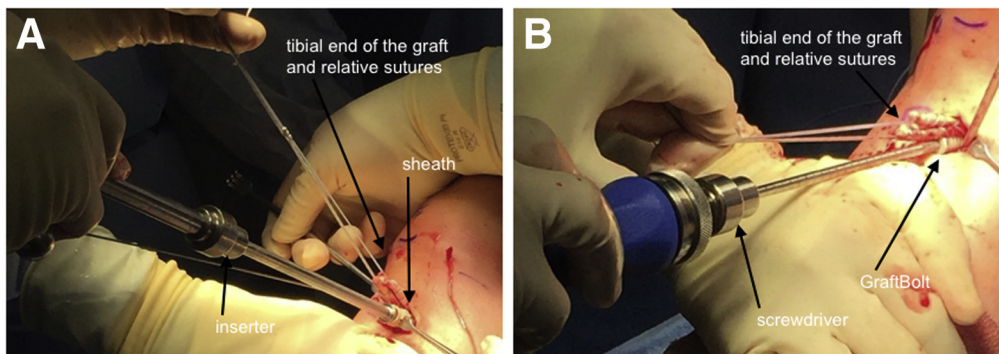 A
tibial end of the graft
and relative sutures
sheath
inserter
B
tibial end of the graft
and relative sutures
GraftBolt
screwdriver